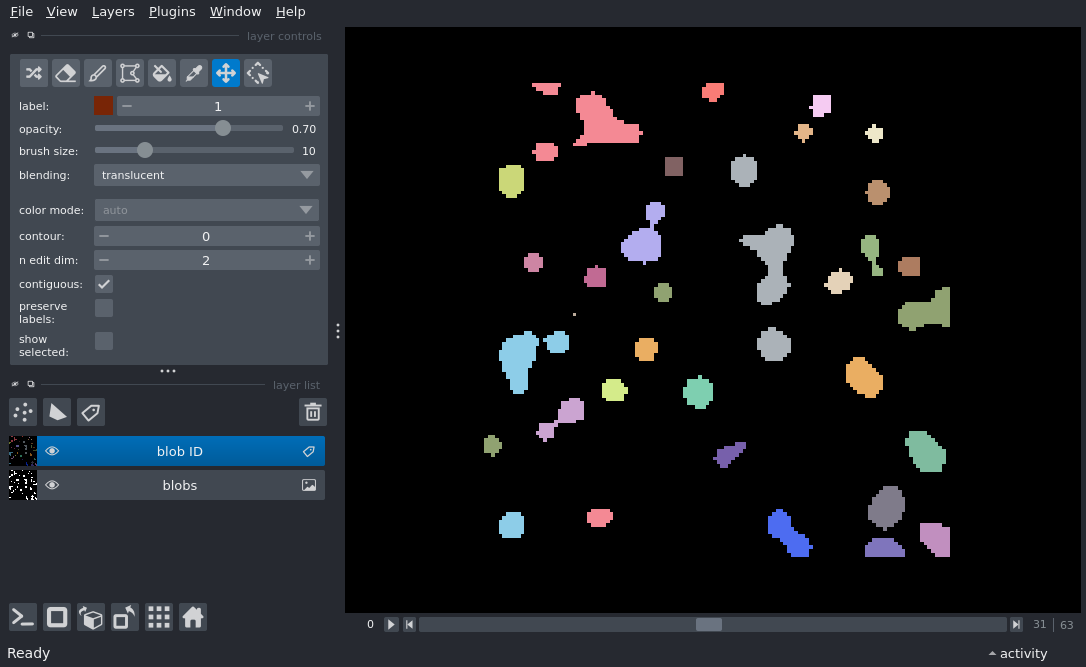 File View Layers Plugins Window Help
layer controls
label: 1
opacity: 0.70
brush size: 10
blending: translucent
color mode: auto
contour: 0
n edit dim: 2
contiguous:
preserve
labels:
show
selected:
layer list
blob ID
blobs
0 31 | 63
Ready activity